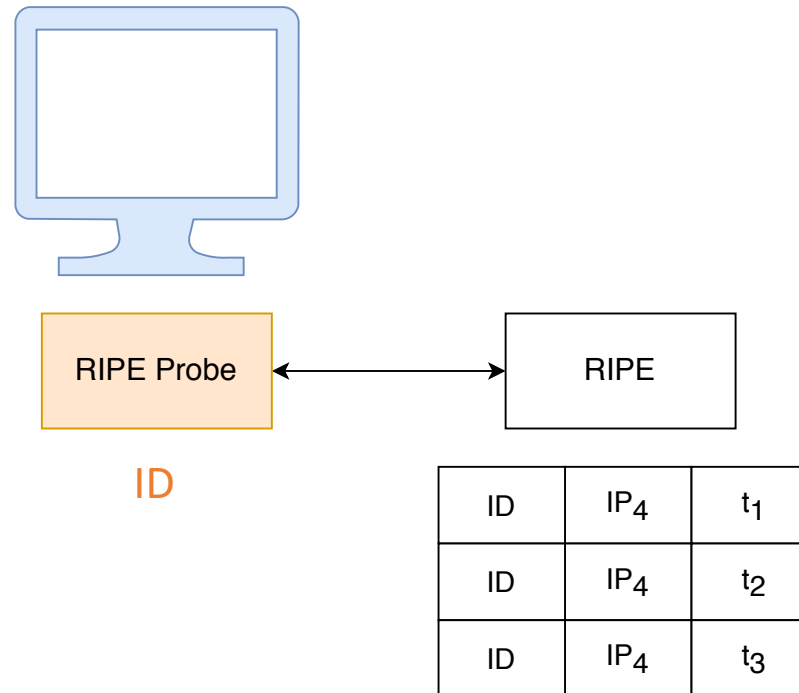 RIPE Probe
RIPE
ID
ID IP₄ t₁
ID IP₄ t₂
ID IP₄ t₃